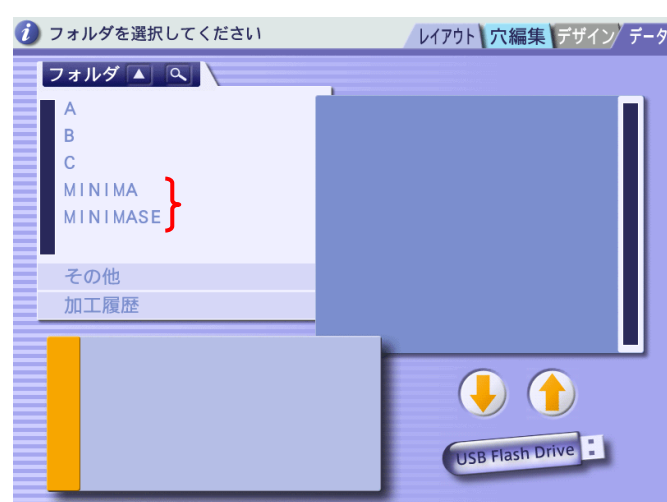 フォルダを選択してください
レイアウト 穴編集 デザイン データ
フォルダ
A
B
C
MINIMA
MINIMASE
その他
加工履歴
USB Flash Drive